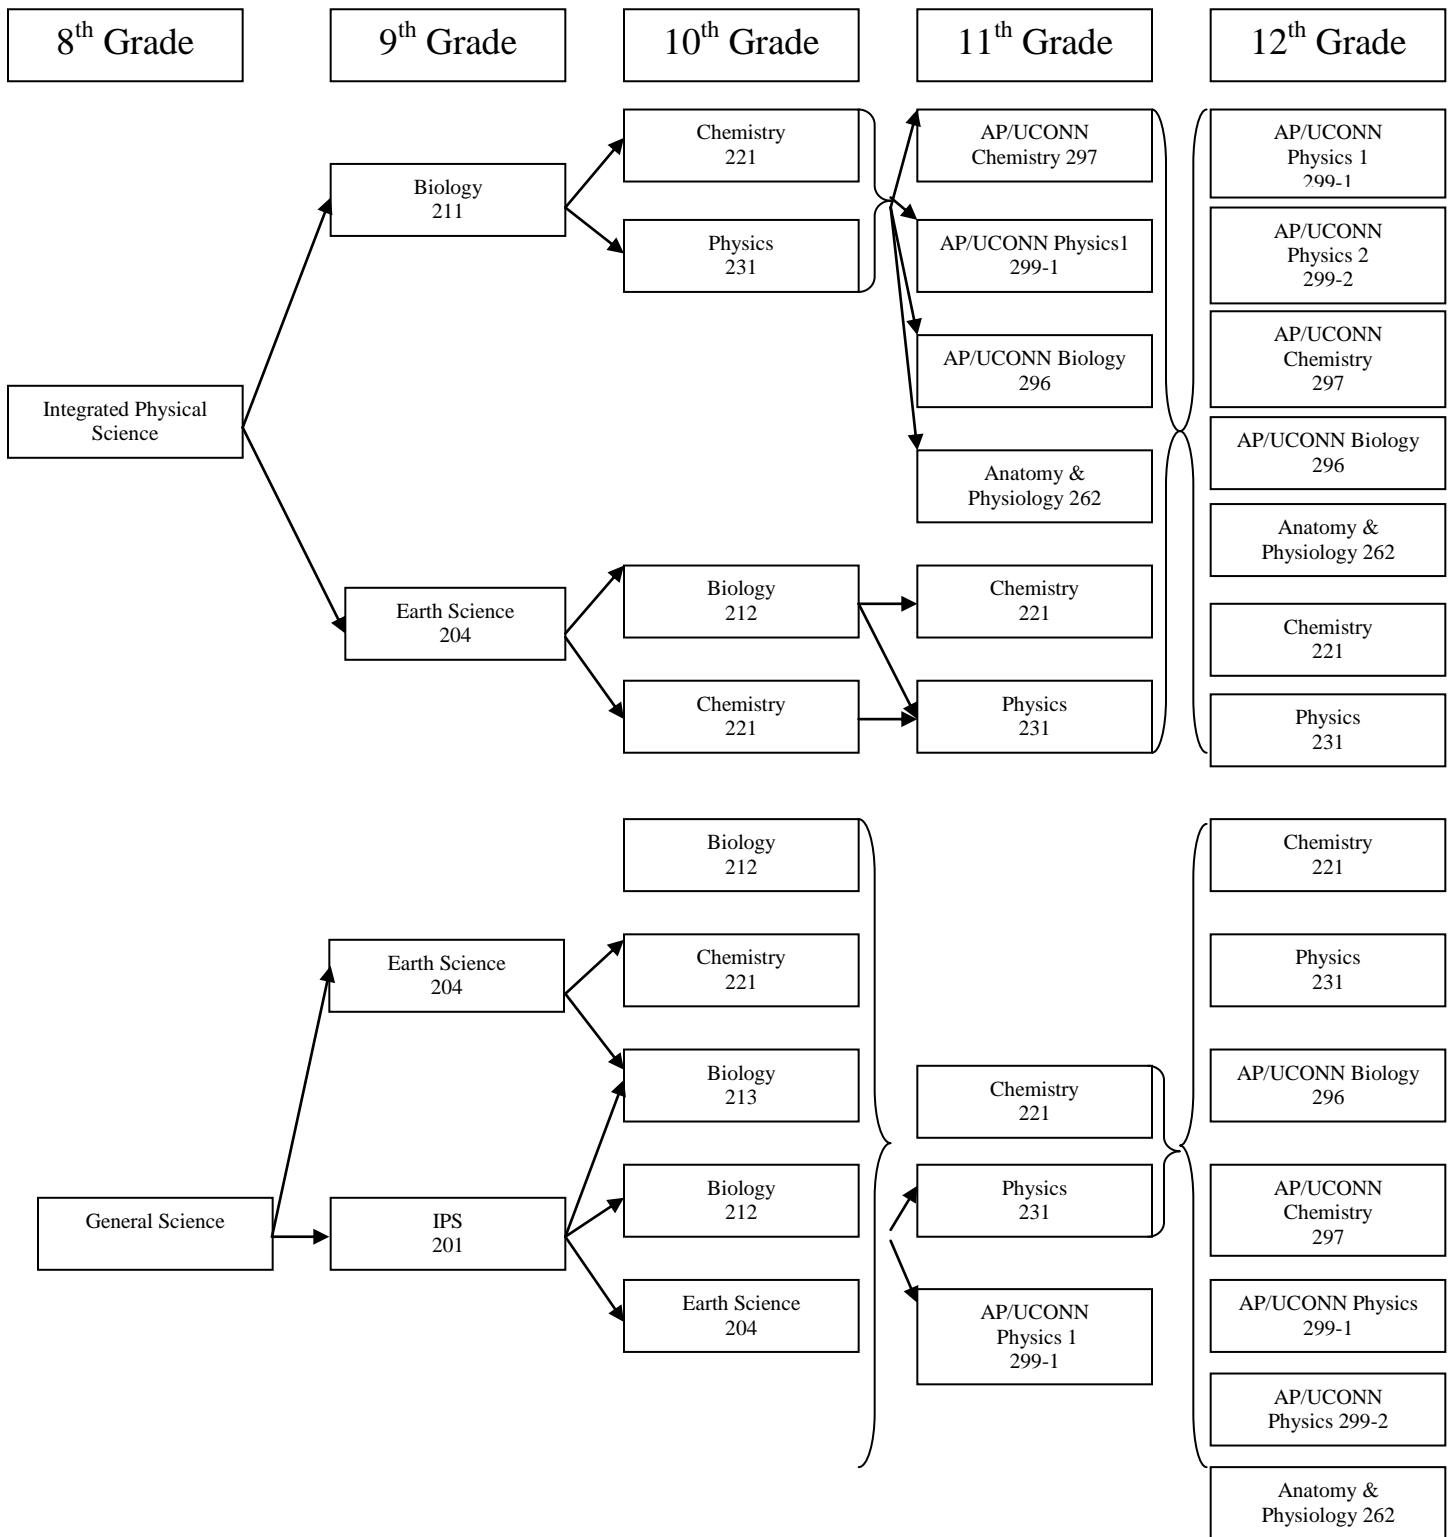 8th Grade
9th Grade
10th Grade
11th Grade
12th Grade
Integrated Physical
Science
Biology
211
Earth Science
204
Chemistry
221
Physics
231
Biology
212
Chemistry
221
AP/UCONN
Chemistry 297
AP/UCONN Physics1
299-1
AP/UCONN Biology
296
Anatomy &
Physiology 262
Chemistry
221
Physics
231
AP/UCONN
Physics 1
299-1
AP/UCONN
Physics 2
299-2
AP/UCONN
Chemistry
297
AP/UCONN Biology
296
Anatomy &
Physiology 262
Chemistry
221
Physics
231
General Science
Earth Science
204
IPS
201
Biology
212
Chemistry
221
Biology
213
Biology
212
Earth Science
204
Chemistry
221
Physics
231
AP/UCONN
Physics 1
299-1
Chemistry
221
Physics
231
AP/UCONN Biology
296
AP/UCONN
Chemistry
297
AP/UCONN Physics
299-1
AP/UCONN
Physics 299-2
Anatomy &
Physiology 262